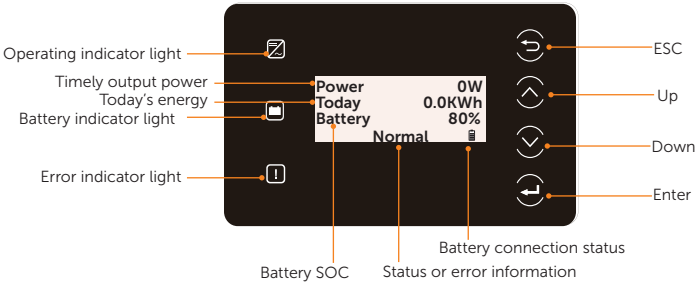 Operating indicator light
Timely output power
Today's energy
Battery indicator light
Error indicator light
Power 0W
Today 0.0KWh
Battery 80%
Normal
ESC
Up
Down
Enter
Battery connection status
Battery SOC
Status or error information